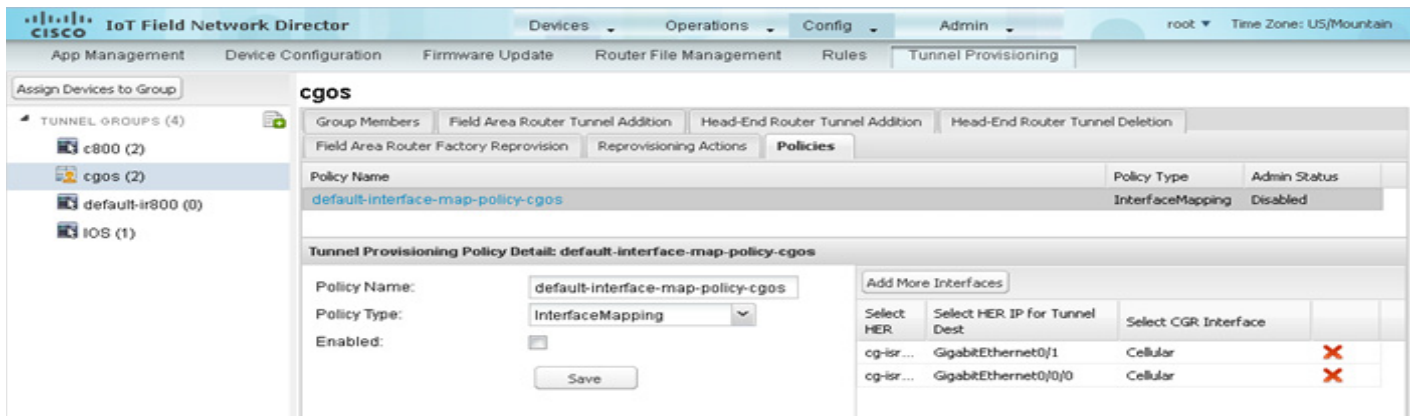 CISCO IoT Field Network Director
Devices Operations Config Admin
root Time Zone: US/Mountain
App Management Device Configuration Firmware Update Router File Management Rules Tunnel Provisioning
Assign Devices to Group
TUNNEL GROUPS (4)
c800 (2)
cgos (2)
default-ir800 (0)
IOS (1)
cgos
Group Members Field Area Router Tunnel Addition Head-End Router Tunnel Addition Head-End Router Tunnel Deletion
Field Area Router Factory Reprovision Reprovisioning Actions Policies
Policy Name Policy Type Admin Status
default-interface-map-policy-cgos InterfaceMapping Disabled
Tunnel Provisioning Policy Detail: default-interface-map-policy-cgos
Policy Name: default-interface-map-policy-cgos
Policy Type: InterfaceMapping
Enabled:
Save
Add More Interfaces
Select HER Select HER IP for Tunnel Dest Select CGR Interface
cg-isr... GigabitEthernet0/1 Cellular
cg-isr... GigabitEthernet0/0/0 Cellular